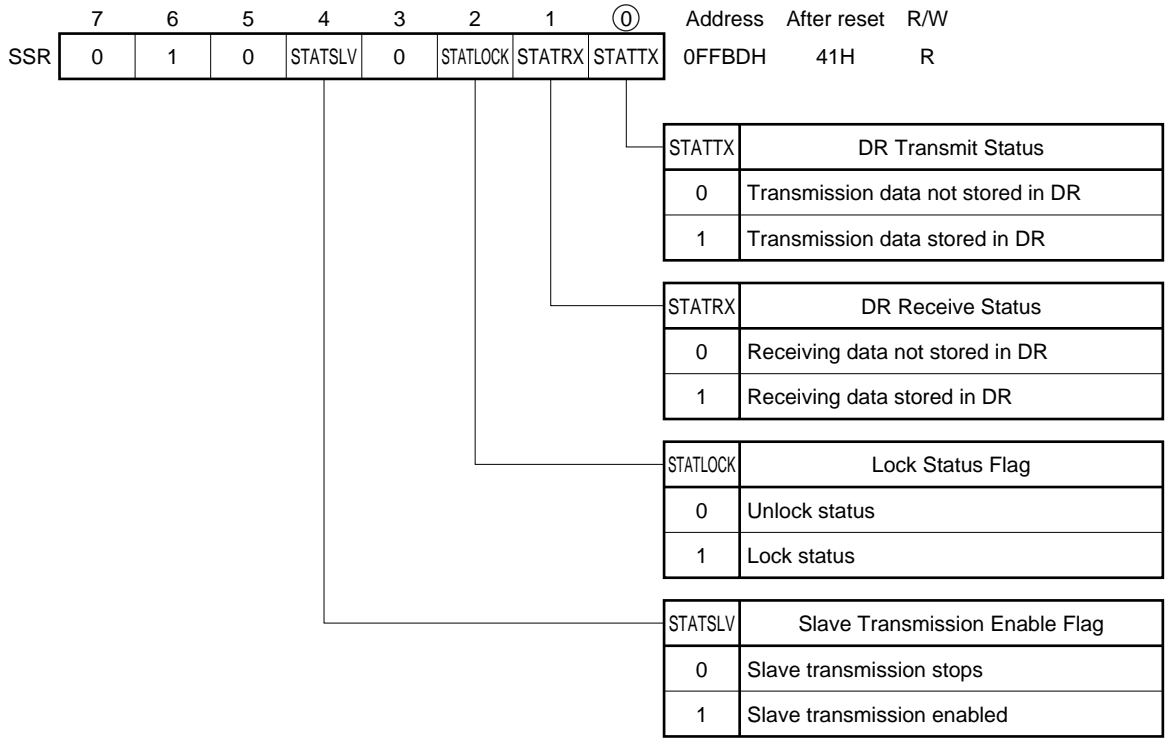 7 6 5 4 3 2 1 0 Address After reset R/W
SSR 0 1 0 STATSLV 0 STATLOCK STATRX STATTX 0FFBDH 41H R
STATTX DR Transmit Status
0 Transmission data not stored in DR
1 Transmission data stored in DR
STATRX DR Receive Status
0 Receiving data not stored in DR
1 Receiving data stored in DR
STATLOCK Lock Status Flag
0 Unlock status
1 Lock status
STATSLV Slave Transmission Enable Flag
0 Slave transmission stops
1 Slave transmission enabled